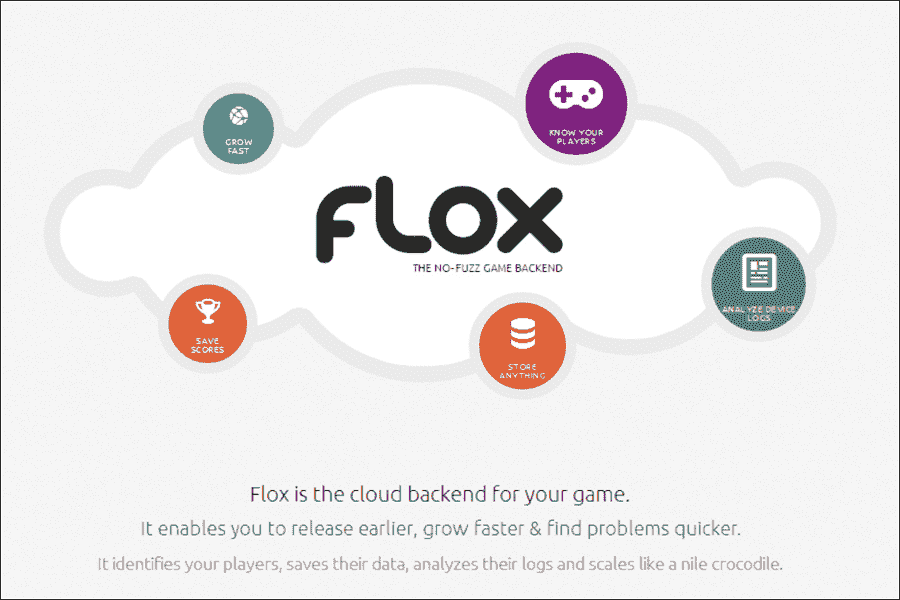 GROW
FAST
KNOW YOUR
PLAYERS
FLOX
THE NO-FUZZ GAME BACKEND
ANALYZE DEVICE
LOGS
SAVE
SCORES
STORE
ANYTHING
Flox is the cloud backend for your game.
It enables you to release earlier, grow faster & find problems quicker.
It identifies your players, saves their data, analyzes their logs and scales like a nile crocodile.